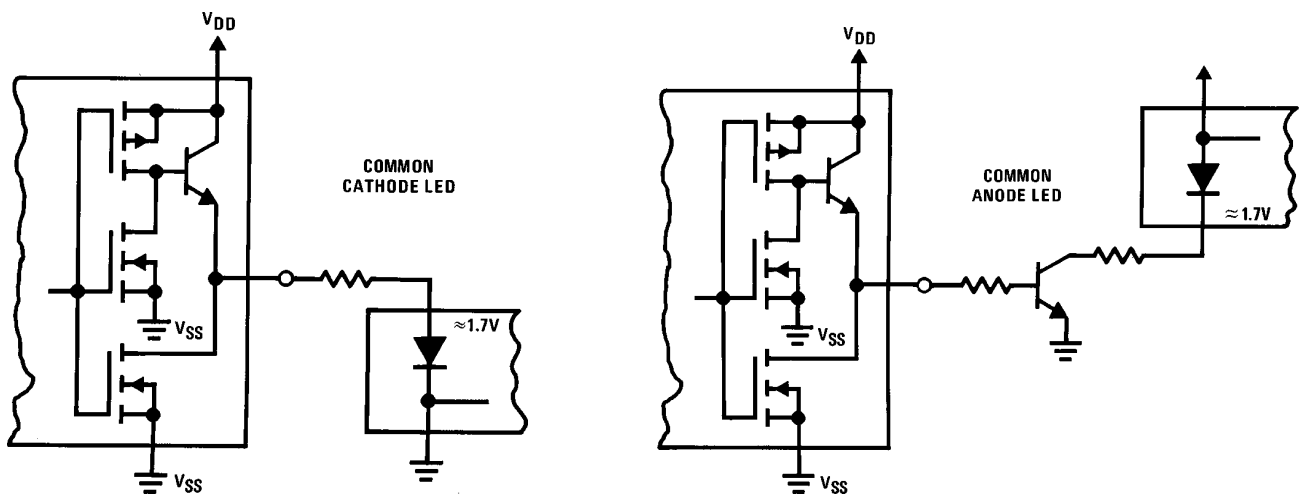 VDD
COMMON
CATHODE LED
VSS
≈1.7V
VSS
VDD
COMMON
ANODE LED
≈1.7V
VSS
VSS